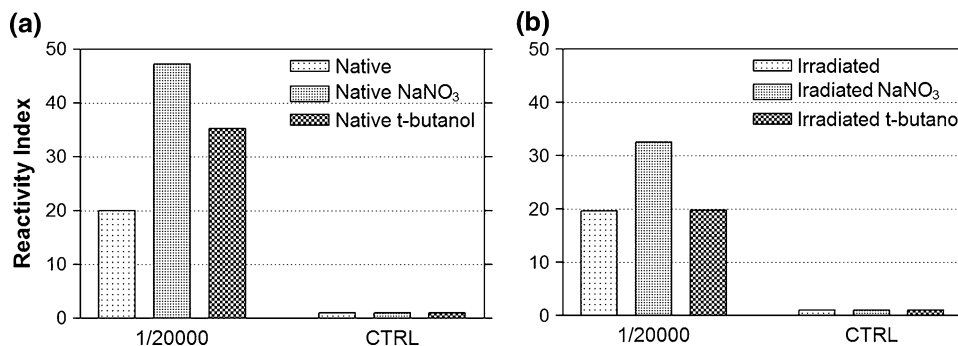 (a)
Reactivity Index
50
40
30
20
10
0
Native
Native NaNO₃
Native t-butanol
1/20000
CTRL
(b)
50
40
30
20
10
0
Irradiated
Irradiated NaNO₃
Irradiated t-butano
1/20000
CTRL